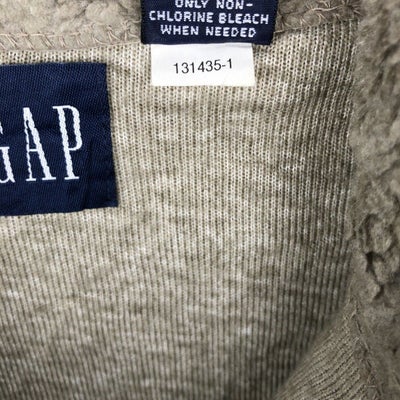 ONLY NON-
CHLORINE BLEACH
WHEN NEEDED
131435-1
GAP